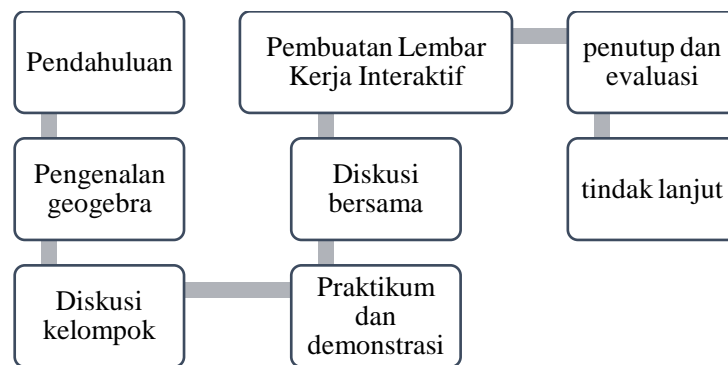 Pendahuluan
Pengenalan
geogebra
Diskusi
kelompok
Praktikum
dan
demonstrasi
Diskusi
bersama
Pembuatan Lembar
Kerja Interaktif
penutup dan
evaluasi
tindak lanjut